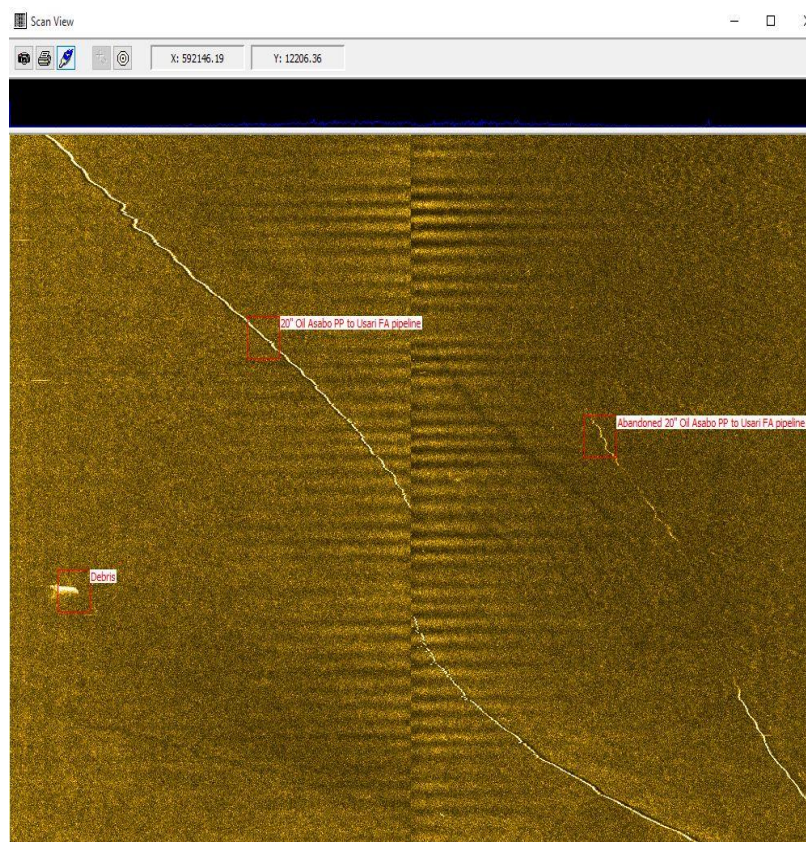 Scan View
X: 592146.19
Y: 12206.36
20" Oil Asabo PP to Usari FA pipeline
Abandoned 20" Oil Asabo PP to Usari FA pipeline
Debris